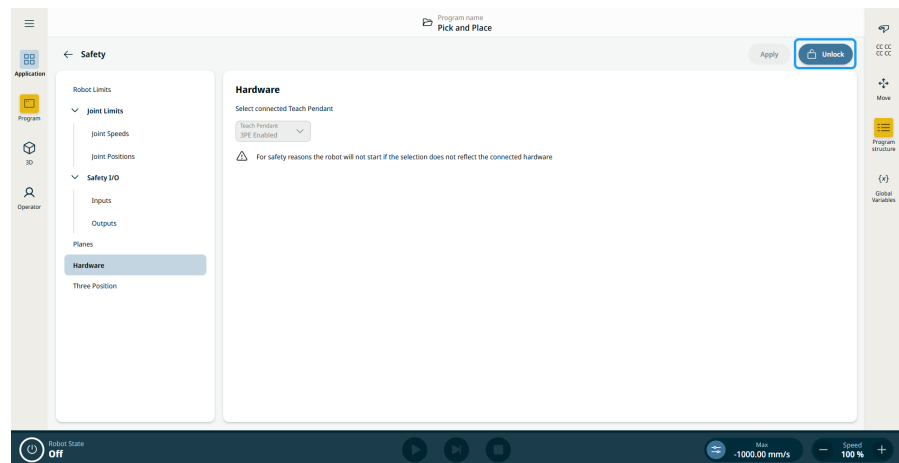 Program name
Pick and Place
Safety
Apply
Unlock
Application
Program
3D
Operator
Robot Limits
Joint Limits
Joint Speeds
Joint Positions
Safety I/O
Inputs
Outputs
Planes
Hardware
Three Position
Hardware
Select connected Teach Pendant
Teach Pendant
3PE Enabled
For safety reasons the robot will not start if the selection does not reflect the connected hardware
CC CC
CC CC
Move
Program
structure
{x}
Global
Variables
Robot State
Off
Max
-1000.00 mm/s
Speed
100 %